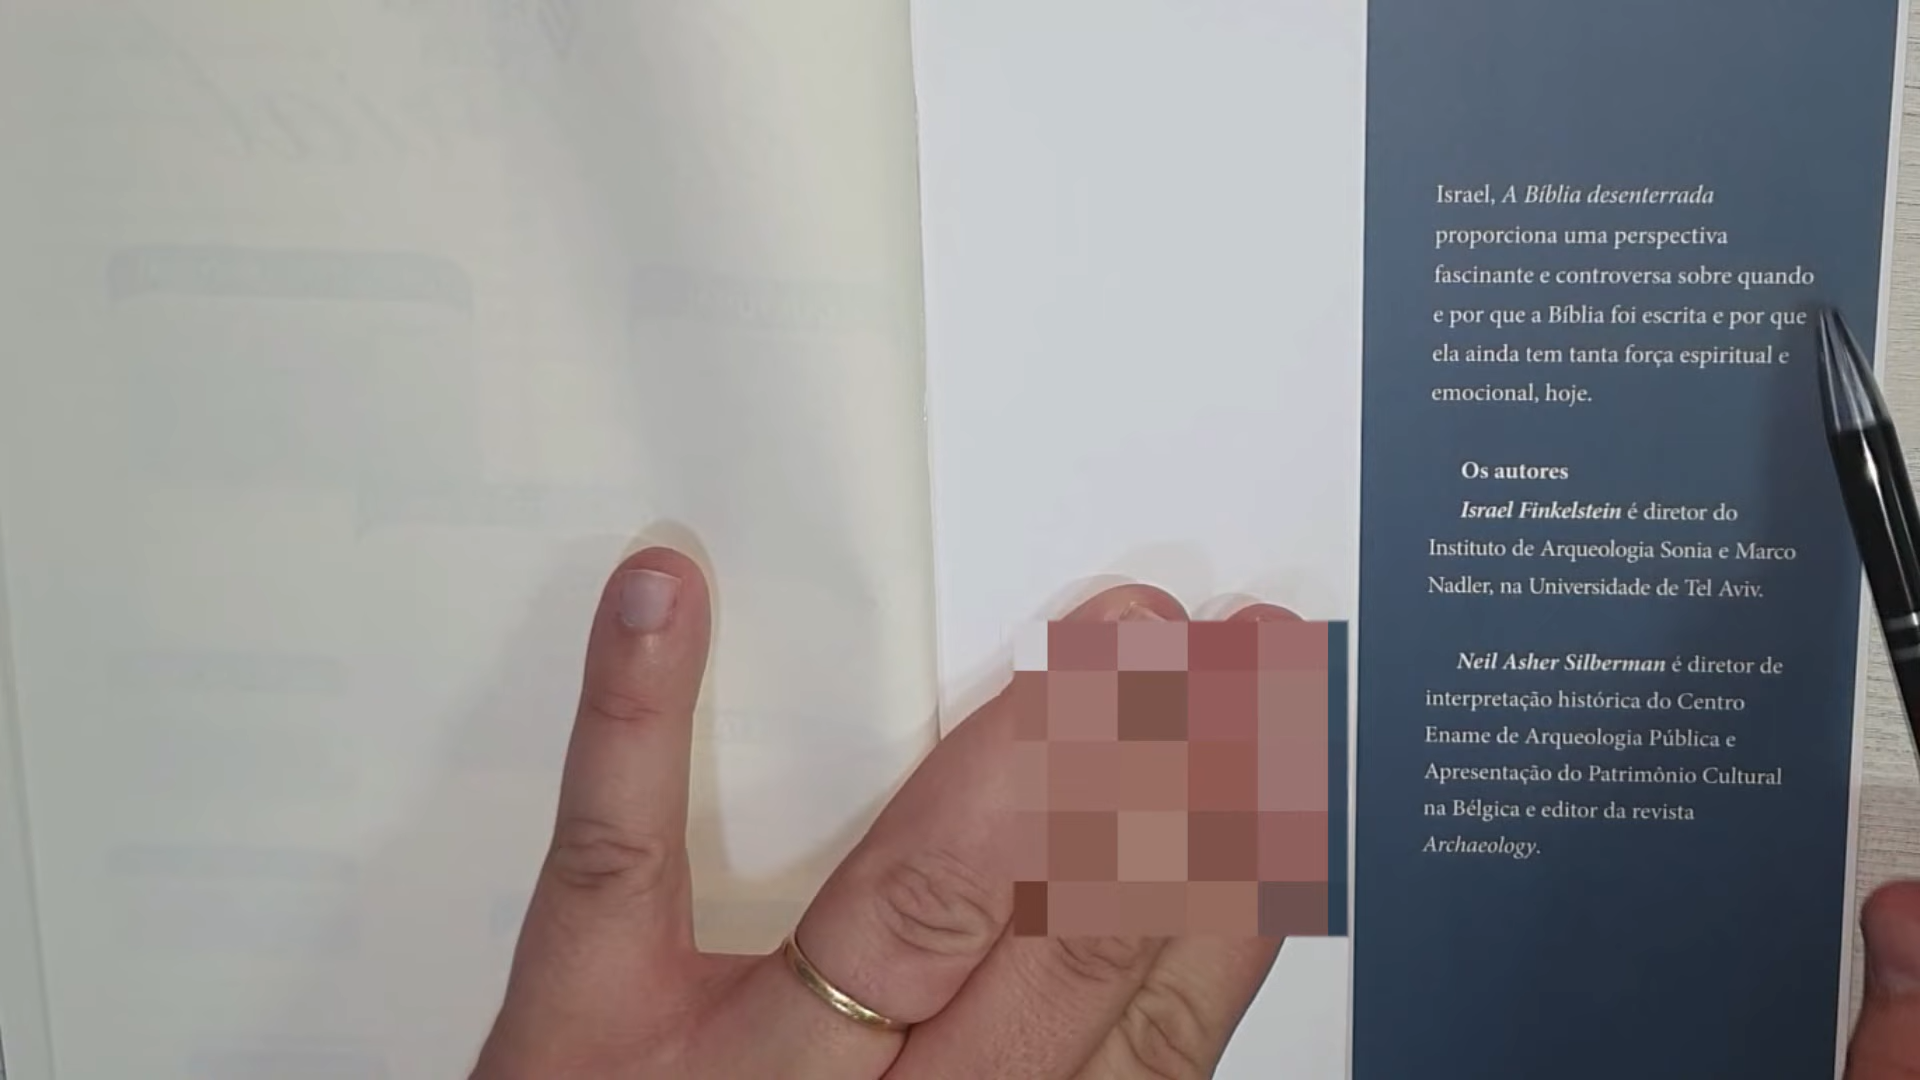 Israel, A Bíblia desenterrada
proporciona uma perspectiva
fascinante e controversa sobre quando
e por que a Bíblia foi escrita e por que
ela ainda tem tanta força espiritual e
emocional, hoje.
Os autores
Israel Finkelstein é diretor do
Instituto de Arqueologia Sonia e Marco
Nadler, na Universidade de Tel Aviv.
Neil Asher Silberman é diretor de
interpretação histórica do Centro
Ename de Arqueologia Pública e
Apresentação do Patrimônio Cultural
na Bélgica e editor da revista
Archaeology.